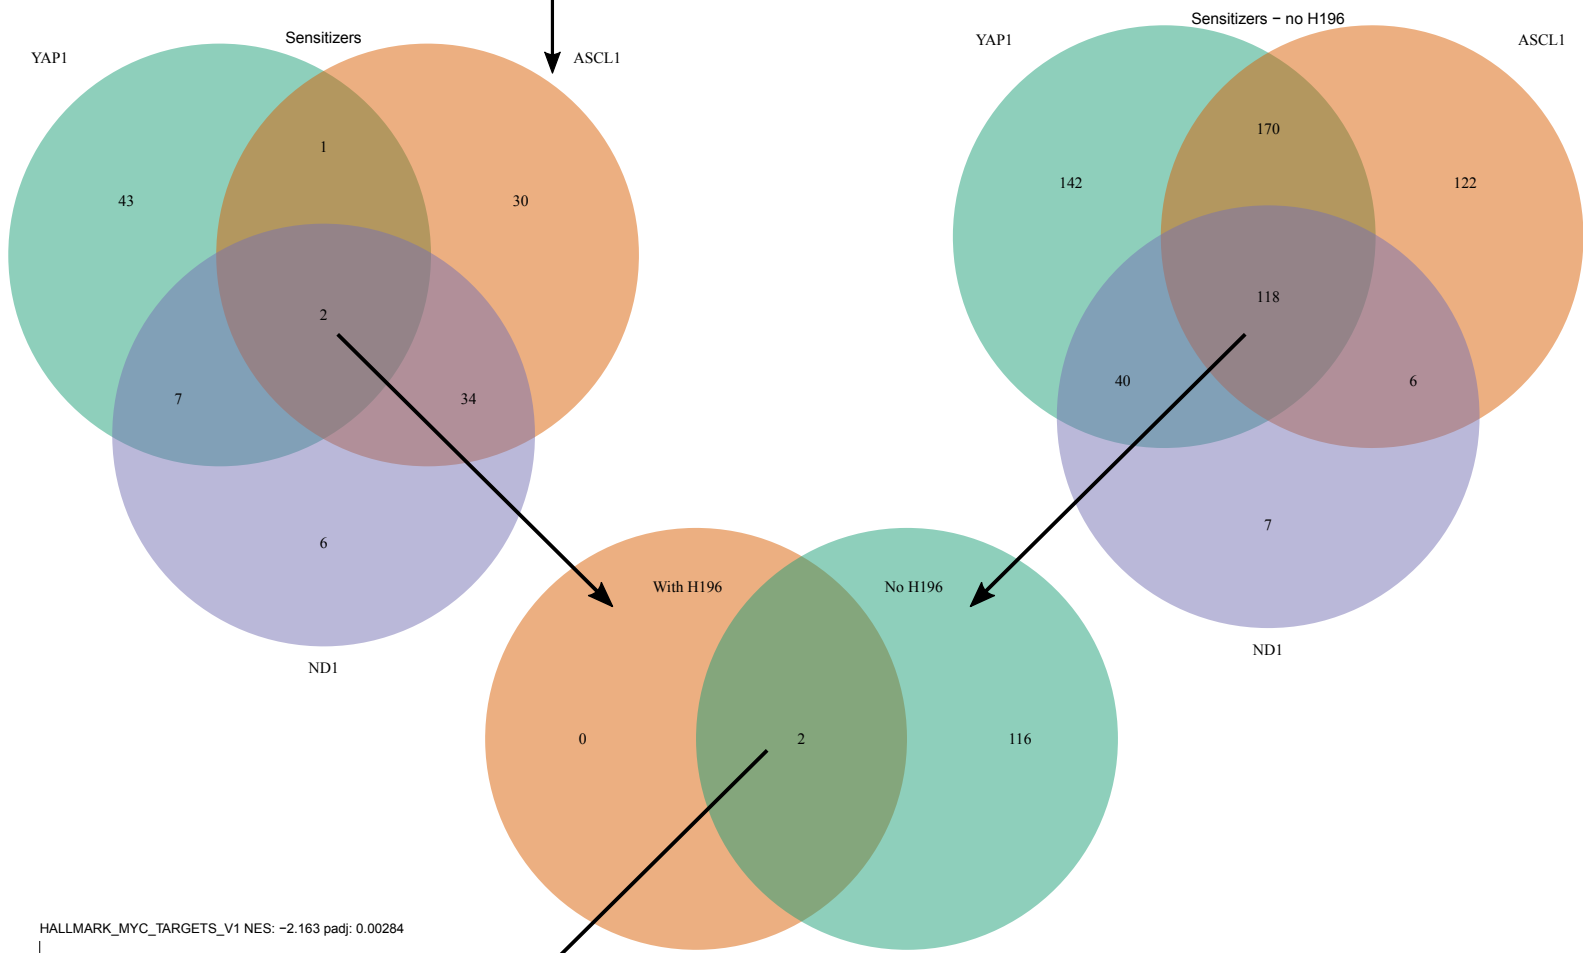 Sensitizers
YAP1
ASCL1
1
43
30
2
7
34
6
ND1
Sensitizers − no H196
YAP1
ASCL1
170
142
122
118
40
6
7
ND1
With H196
No H196
0
2
116
HALLMARK_MYC_TARGETS_V1 NES: −2.163 padj: 0.00284